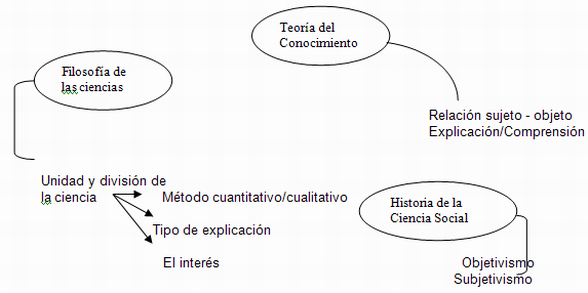 Teoría del
Conocimiento
Filosofía de
las ciencias
Relación sujeto - objeto
Explicación/Comprensión
Unidad y división de
la ciencia
Método cuantitativo/cualitativo
Tipo de explicación
El interés
Historia de la
Ciencia Social
Objetivismo
Subjetivismo